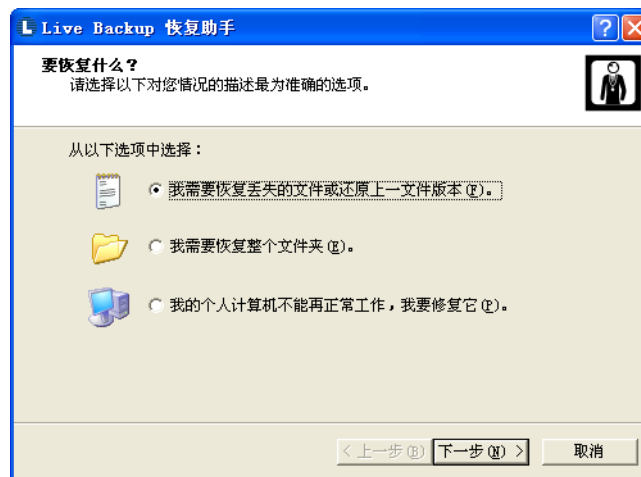 Live Backup 恢复助手
要恢复什么？
请选择以下对您情况的描述最为准确的选项。
从以下选项中选择：
我需要恢复丢失的文件或还原上一文件版本(F)。
我需要恢复整个文件夹(E)。
我的个人计算机不能再正常工作，我要修复它(P)。
< 上一步(B) 下一步(N) > 取消